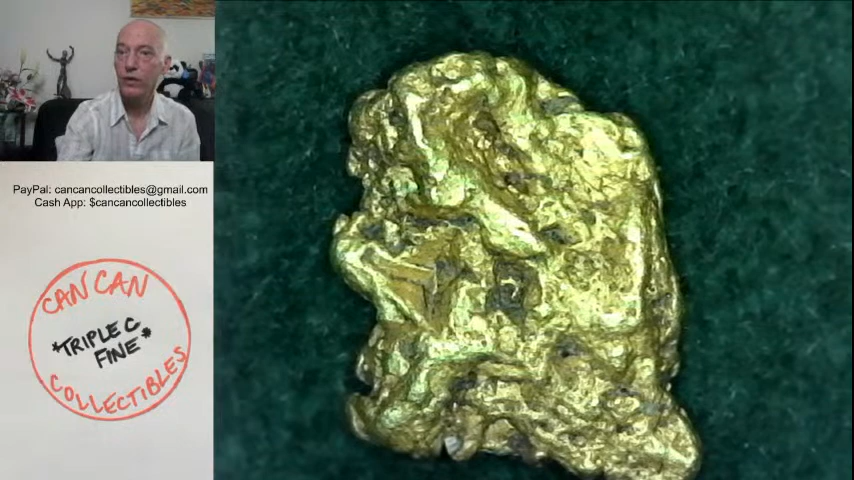 PayPal: cancancollectibles@gmail.com
Cash App: $cancancollectibles
CAN CAN
*TRIPLE C
FINE*
COLLECTIBLES